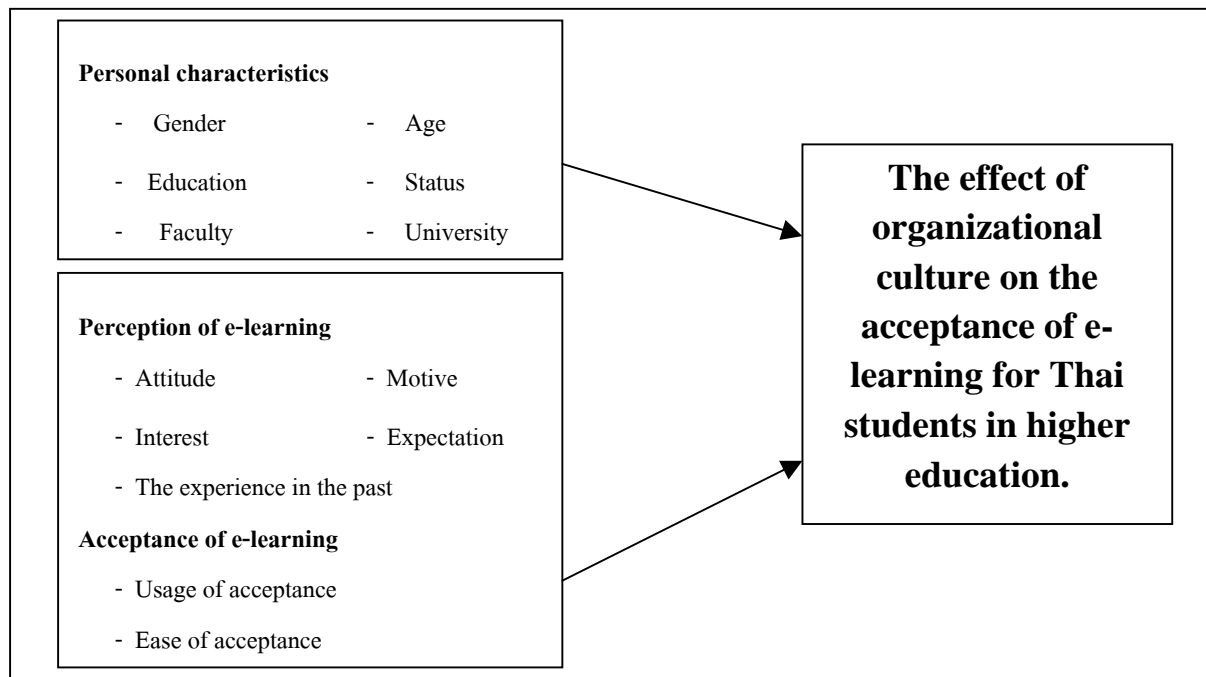 Personal characteristics
- Gender - Age
- Education - Status
- Faculty - University
Perception of e-learning
- Attitude - Motive
- Interest - Expectation
- The experience in the past
Acceptance of e-learning
- Usage of acceptance
- Ease of acceptance
The effect of
organizational
culture on the
acceptance of e-
learning for Thai
students in higher
education.